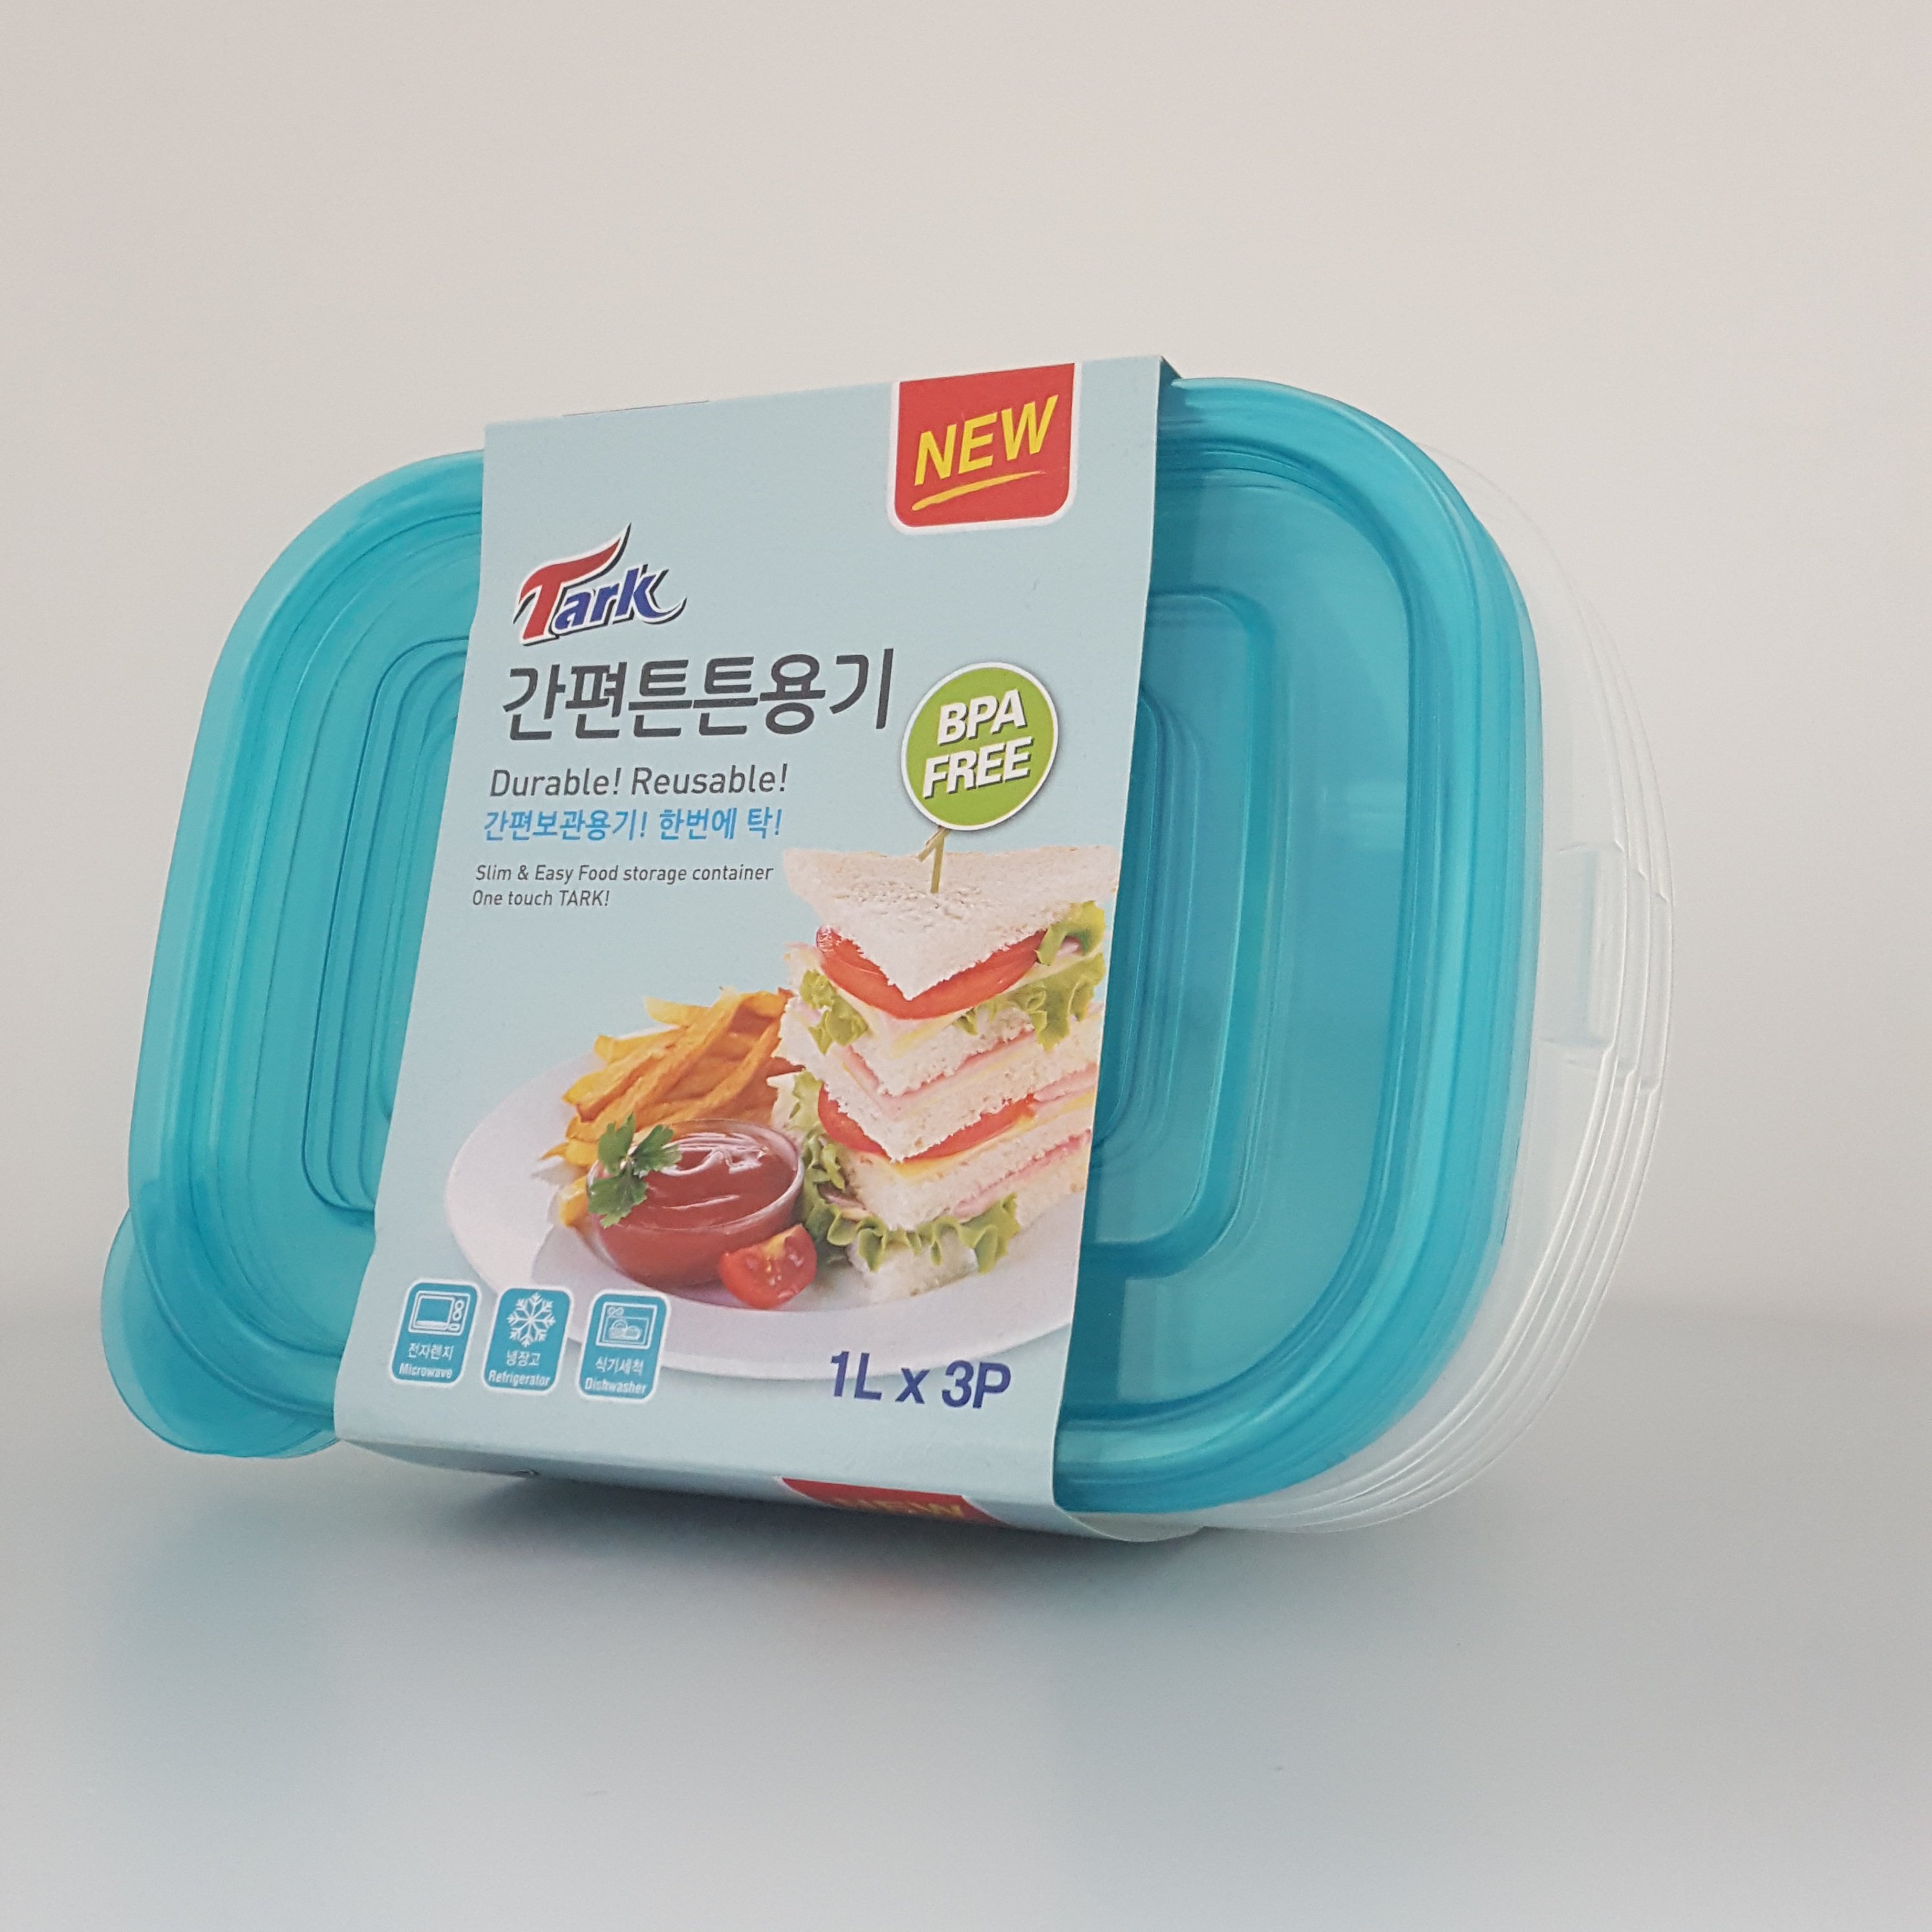 NEW
Tark
간편튼튼용기
BPA
FREE
Durable! Reusable!
간편보관용기! 한번에 탁!
Slim & Easy Food storage container
One touch TARK!
전자렌지
Microwave
냉장고
Refrigerator
식기세척
Dishwasher
1L x 3P
NEW